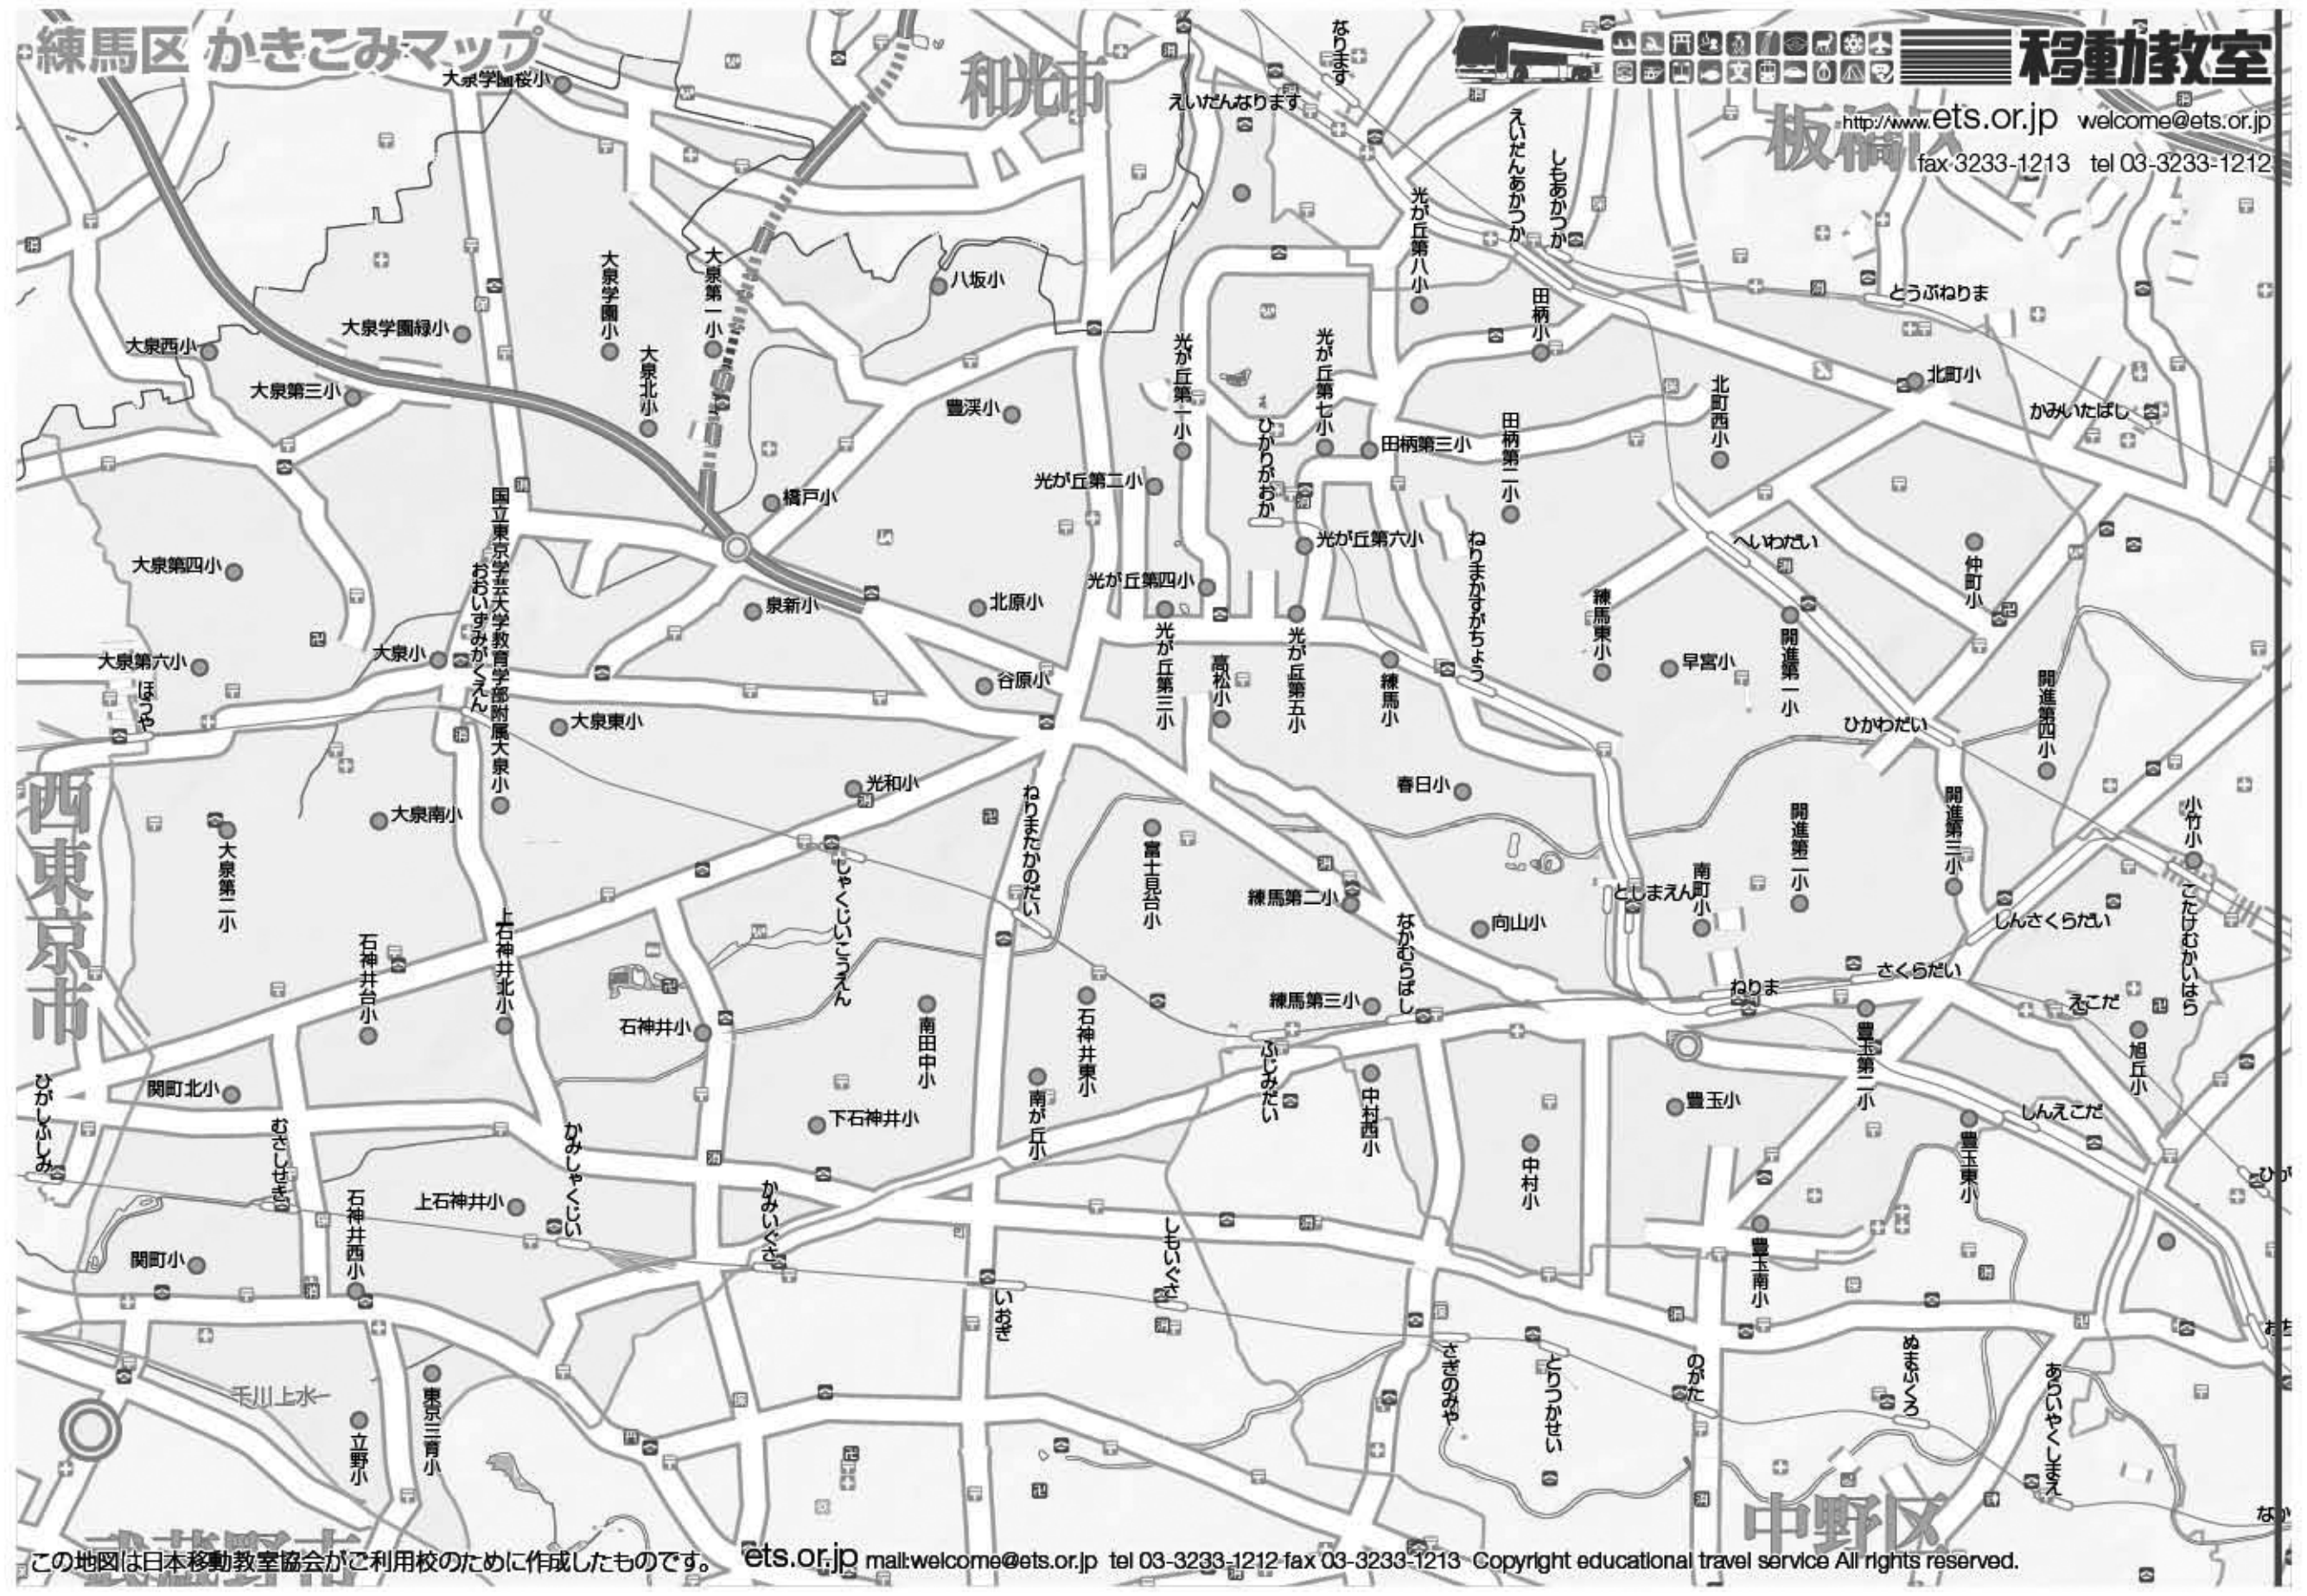 練馬区 かきこみマップ
移動教室
http://www.ets.or.jp welcome@ets.or.jp
fax 3233-1213 tel 03-3233-1212
和光市
なります
大泉学園桜小
えいだんなります
えいだんあかつか
しもあかつか
光が丘第八小
大泉学園小
大泉第一小
八坂小
田柄小
とうぶねりま
大泉学園緑小
大泉西小
大泉北小
光が丘第一小
光が丘第七小
北町西小
北町小
大泉第三小
豊渓小
ひかりがおか
田柄第三小
田柄第二小
かみいたばし
光が丘第二小
国立東京学芸大学教育学部附属大泉小
橋戸小
光が丘第六小
ねりまかすがちょう
へいわだい
仲町小
大泉第四小
おおいずみがくえん
光が丘第四小
泉新小
北原小
練馬東小
開進第一小
大泉小
大泉第六小
ほうや
谷原小
光が丘第三小
高松小
光が丘第五小
練馬小
早宮小
開進第四小
大泉東小
ひかわだい
西東京市
光和小
春日小
大泉南小
大泉第二小
ねりまたかのだい
富士見台小
開進第二小
開進第三小
小竹小
しゃくじいこうえん
練馬第二小
としまえん
南町小
なかむらばし
向山小
しんさくらだい
こたけむかいはら
石神井台小
上石神井北小
さくらだい
ねりま
えこだ
石神井小
南田中小
石神井東小
練馬第三小
豊玉第二小
旭丘小
ふじみだい
ひがしふしみ
関町北小
南が丘小
中村西小
豊玉小
しんえこだ
むさしせき
かみしゃくじい
下石神井小
中村小
豊玉東小
上石神井小
石神井西小
かみいぐさ
しもいぐさ
豊玉南小
関町小
いおぎ
さぎのみや
とりつかせい
のがた
ぬまぶくろ
あらいやくしまえ
千川上水
立野小
東京三育小
中野区
この地図は日本移動教室協会がご利用校のために作成したものです。 ets.or.jp mail:welcome@ets.or.jp tel 03-3233-1212 fax 03-3233-1213 Copyright educational travel service All rights reserved.